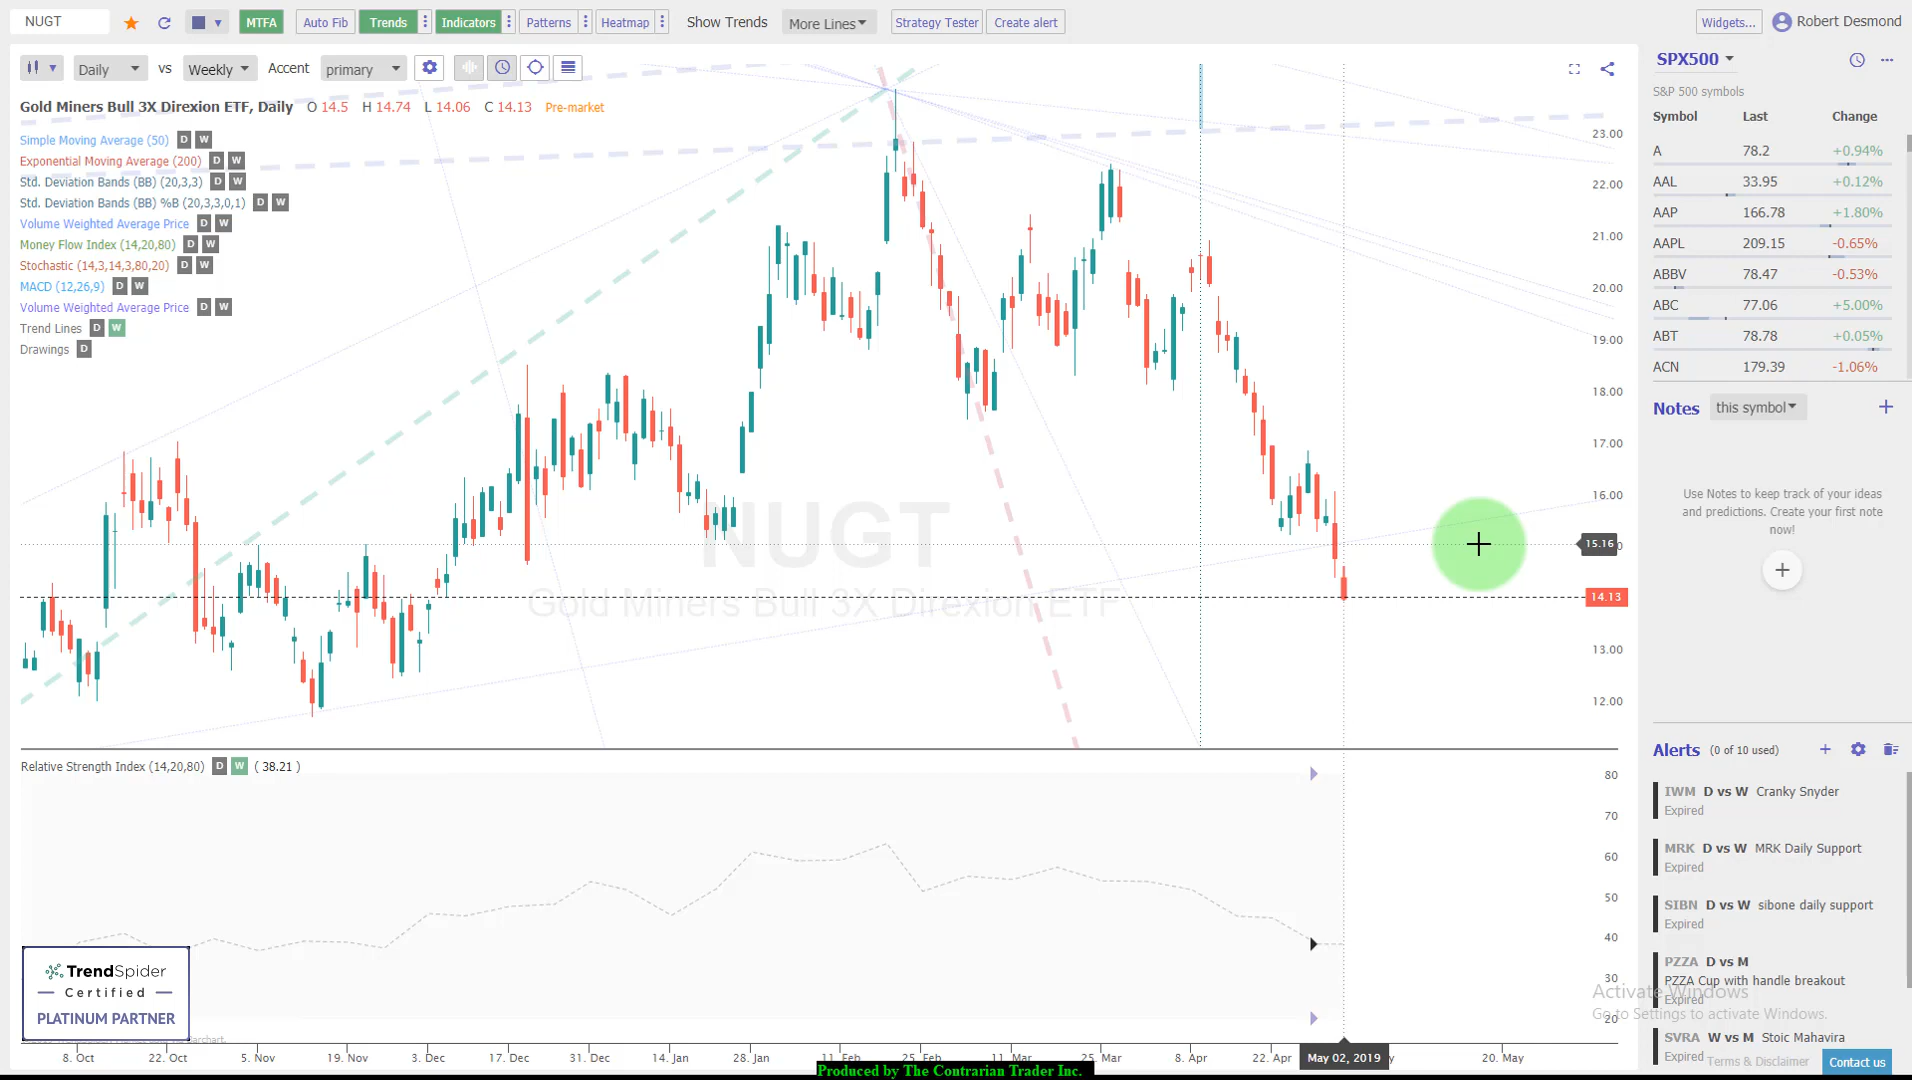 NUGT
MTFA
Auto Fib
Trends
Indicators
Patterns
Heatmap
Show Trends
More Lines
Strategy Tester
Create alert
Widgets...
Robert Desmond
Daily
vs
Weekly
Accent
primary
Gold Miners Bull 3X Direxion ETF, Daily O 14.5 H 14.74 L 14.06 C 14.13 Pre-market
Simple Moving Average (50) D W
Exponential Moving Average (200) D W
Std. Deviation Bands (BB) (20,3,3) D W
Std. Deviation Bands (BB) %B (20,3,3,0,1) D W
Volume Weighted Average Price D W
Money Flow Index (14,20,80) D W
Stochastic (14,3,14,3,80,20) D W
MACD (12,26,9) D W
Volume Weighted Average Price D W
Trend Lines D W
Drawings D
NUGT
Gold Miners Bull 3X Direxion ETF
23.00
22.00
21.00
20.00
19.00
18.00
17.00
16.00
15.16
14.13
13.00
12.00
Relative Strength Index (14,20,80) D W ( 38.21 )
80
70
60
50
40
30
20
TrendSpider
Certified
PLATINUM PARTNER
8. Oct
22. Oct
5. Nov
19. Nov
3. Dec
17. Dec
31. Dec
14. Jan
28. Jan
11. Feb
25. Feb
11. Mar
25. Mar
8. Apr
22. Apr
May 02, 2019
20. May
Produced by The Contrarian Trader Inc.
SPX500
S&P 500 symbols
Symbol Last Change
A 78.2 +0.94%
AAL 33.95 +0.12%
AAP 166.78 +1.80%
AAPL 209.15 -0.65%
ABBV 78.47 -0.53%
ABC 77.06 +5.00%
ABT 78.78 +0.05%
ACN 179.39 -1.06%
Notes this symbol
Use Notes to keep track of your ideas
and predictions. Create your first note
now!
Alerts (0 of 10 used)
IWM D vs W Cranky Snyder
Expired
MRK D vs W MRK Daily Support
Expired
SIBN D vs W sibone daily support
Expired
PZZA D vs M
PZZA Cup with handle breakout
Expired
Activate Windows
Go to Settings to activate Windows.
SVRA W vs M Stoic Mahavira
Expired
Terms & Disclaimer
Contact us